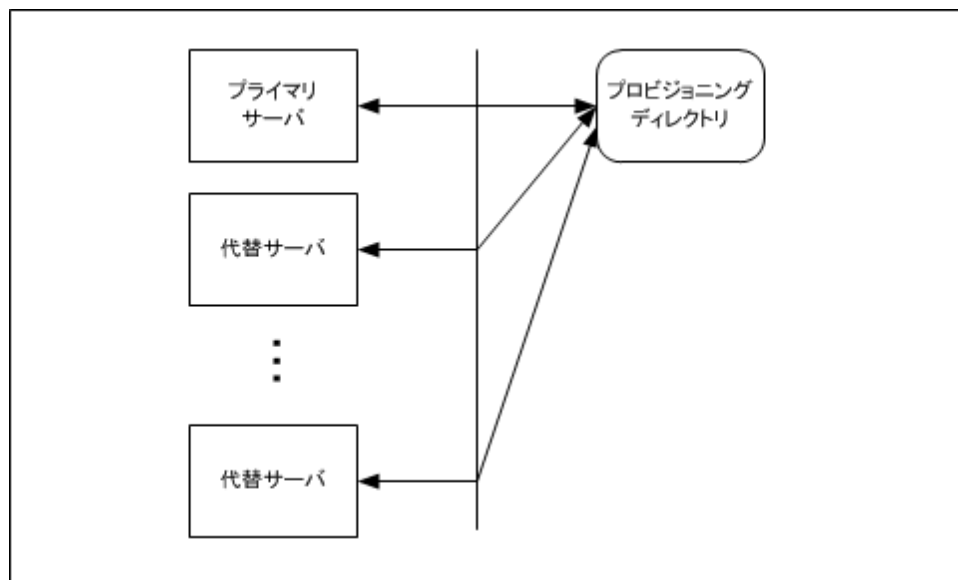 プライマリ
サーバ
プロビジョニング
ディレクトリ
代替サーバ
代替サーバ